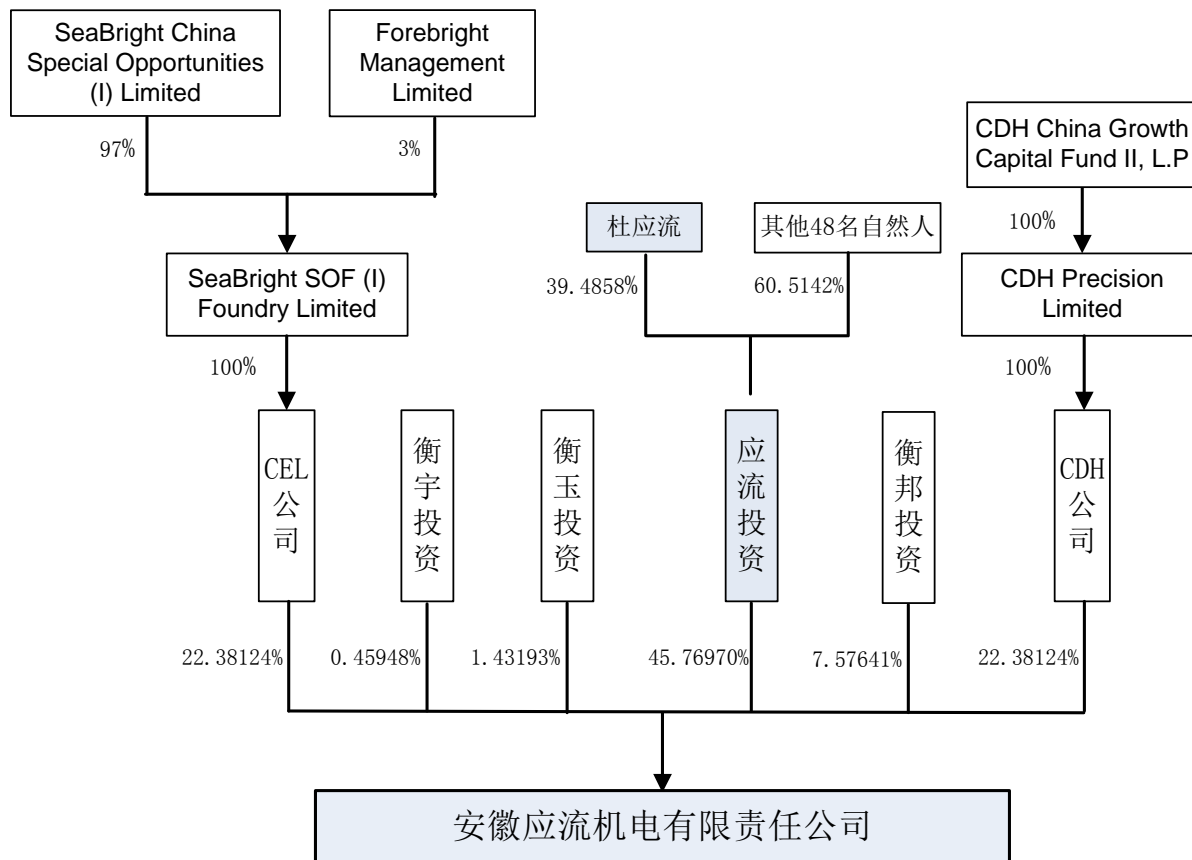 SeaBright China
Special Opportunities
(I) Limited
Forebright
Management
Limited
CDH China Growth
Capital Fund II, L.P
97%
3%
100%
杜应流
其他48名自然人
SeaBright SOF (I)
Foundry Limited
39.4858%
60.5142%
CDH Precision
Limited
100%
100%
CEL
公司
衡宇投资
衡玉投资
应流投资
衡邦投资
CDH
公司
22.38124%
0.45948%
1.43193%
45.76970%
7.57641%
22.38124%
安徽应流机电有限责任公司